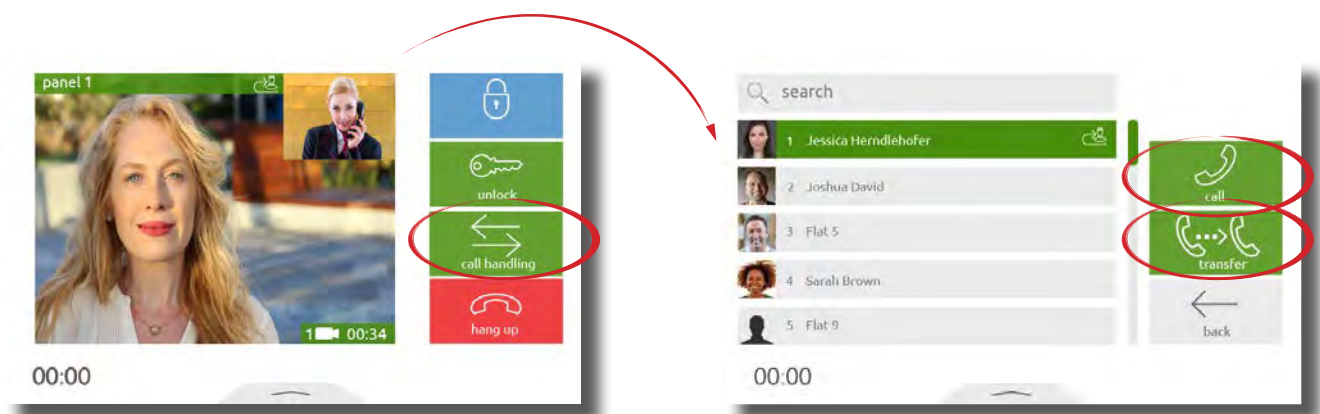 panel 1
unlock
call handling
1 00:34
hang up
00:00
search
1 Jessica Herndlehofer
2 Joshua David
3 Flat 5
4 Sarah Brown
5 Flat 9
call
transfer
back
00:00